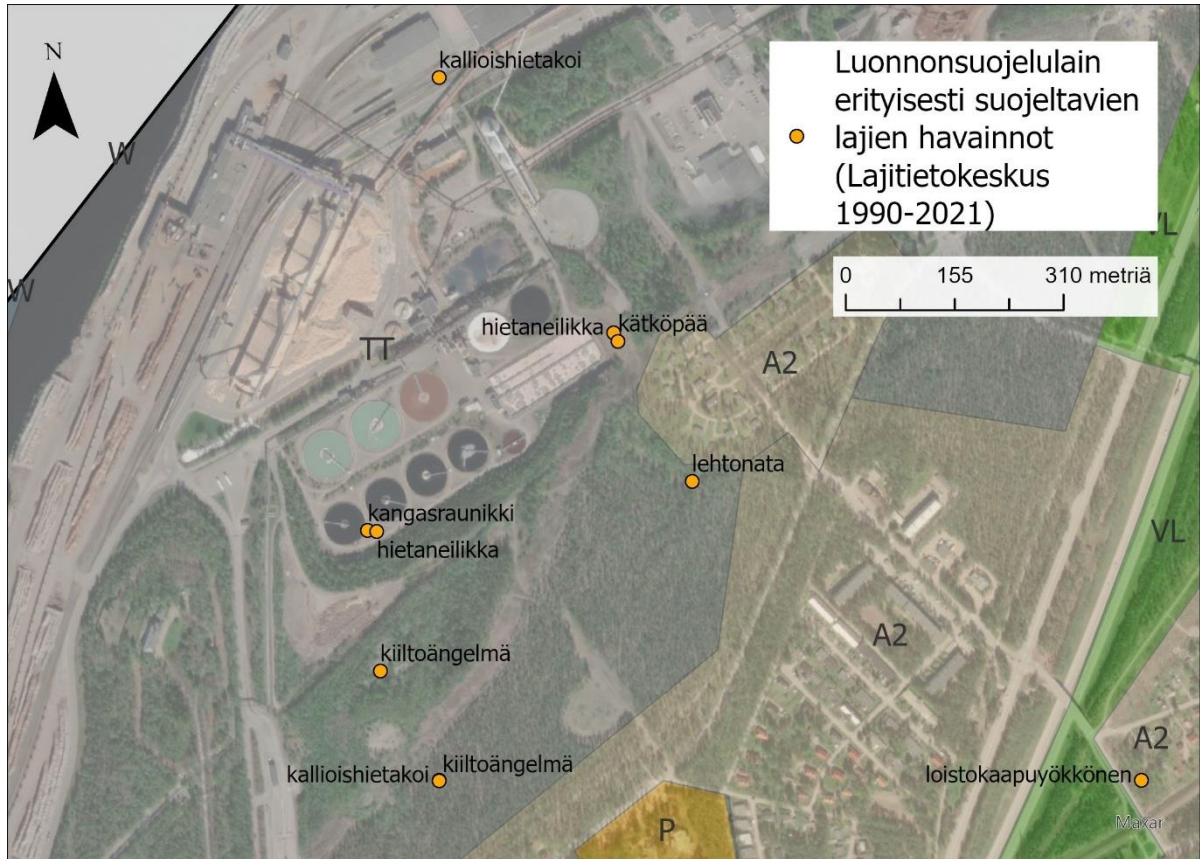 N
kallioishietakoi
Luonnonsuojelulain
erityisesti suojeltavien
lajien havainnot
(Lajitietokeskus
1990-2021)
W
VL
0 155 310 metriä
W
hietaneilikka kätköpää
TT
A2
lehtonata
kangasraunikki
VL
hietaneilikka
A2
kiiltoängelmä
A2
kallioishietakoi kiiltoängelmä
loistokaapuyökkönen
P
Maxar